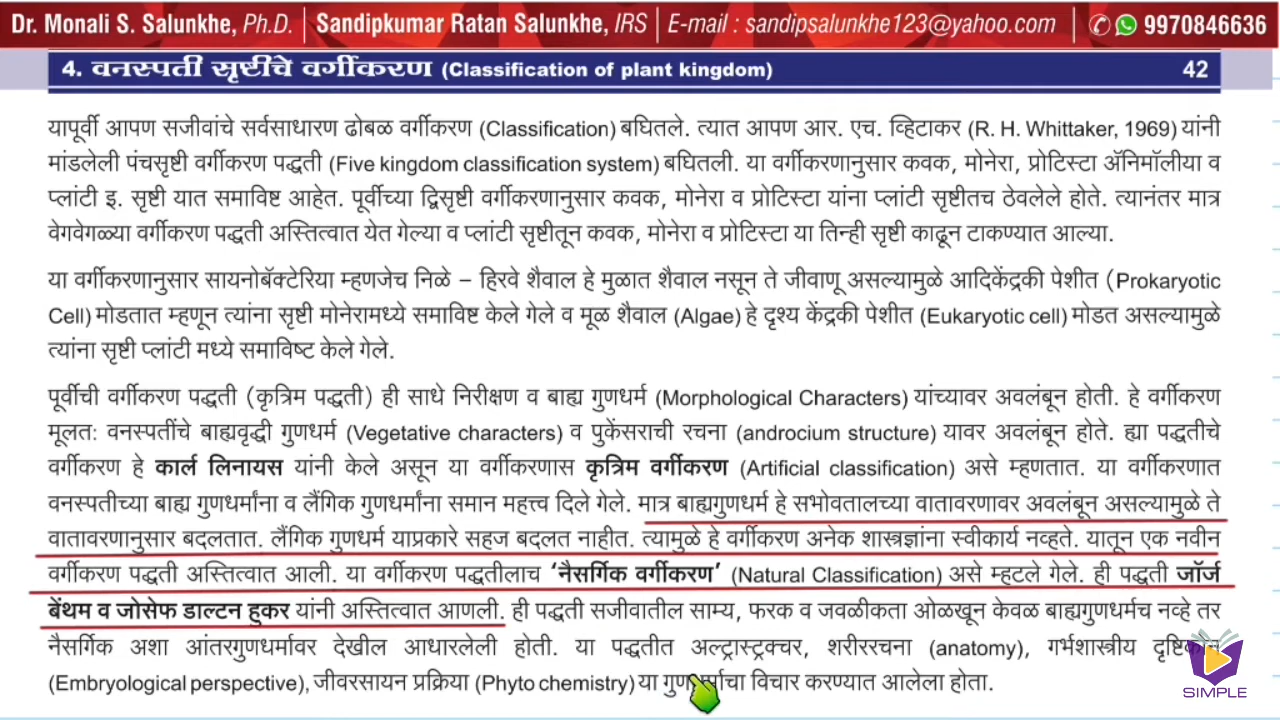 Dr. Monali S. Salunkhe, Ph.D. | Sandipkumar Ratan Salunkhe, IRS | E-mail : sandipsalunkhe123@yahoo.com | 9970846636
4. वनस्पती सृष्टीचे वर्गीकरण (Classification of plant kingdom) 42
यापूर्वी आपण सजीवांचे सर्वसाधारण ढोबळ वर्गीकरण (Classification) बघितले. त्यात आपण आर. एच. व्हिटाकर (R. H. Whittaker, 1969) यांनी
मांडलेली पंचसृष्टी वर्गीकरण पद्धती (Five kingdom classification system) बघितली. या वर्गीकरणानुसार कवक, मोनेरा, प्रोटिस्टा ॲनिमॉलीया व
प्लांटी इ. सृष्टी यात समाविष्ट आहेत. पूर्वीच्या द्विसृष्टी वर्गीकरणानुसार कवक, मोनेरा व प्रोटिस्टा यांना प्लांटी सृष्टीतच ठेवलेले होते. त्यानंतर मात्र
वेगवेगळ्या वर्गीकरण पद्धती अस्तित्वात येत गेल्या व प्लांटी सृष्टीतून कवक, मोनेरा व प्रोटिस्टा या तिन्ही सृष्टी काढून टाकण्यात आल्या.
या वर्गीकरणानुसार सायनोबॅक्टेरिया म्हणजेच निळे – हिरवे शैवाल हे मुळात शैवाल नसून ते जीवाणू असल्यामुळे आदिकेंद्रकी पेशीत (Prokaryotic
Cell) मोडतात म्हणून त्यांना सृष्टी मोनेरामध्ये समाविष्ट केले गेले व मूळ शैवाल (Algae) हे दृश्य केंद्रकी पेशीत (Eukaryotic cell) मोडत असल्यामुळे
त्यांना सृष्टी प्लांटी मध्ये समाविष्ट केले गेले.
पूर्वीची वर्गीकरण पद्धती (कृत्रिम पद्धती) ही साधे निरीक्षण व बाह्य गुणधर्म (Morphological Characters) यांच्यावर अवलंबून होती. हे वर्गीकरण
मूलत: वनस्पतींचे बाह्यवृद्धी गुणधर्म (Vegetative characters) व पुकेंसराची रचना (androcium structure) यावर अवलंबून होते. ह्या पद्धतीचे
वर्गीकरण हे कार्ल लिनायस यांनी केले असून या वर्गीकरणास कृत्रिम वर्गीकरण (Artificial classification) असे म्हणतात. या वर्गीकरणात
वनस्पतीच्या बाह्य गुणधर्मांना व लैंगिक गुणधर्मांना समान महत्त्व दिले गेले. मात्र बाह्यगुणधर्म हे सभोवतालच्या वातावरणावर अवलंबून असल्यामुळे ते
वातावरणानुसार बदलतात. लैंगिक गुणधर्म याप्रकारे सहज बदलत नाहीत. त्यामुळे हे वर्गीकरण अनेक शास्त्रज्ञांना स्वीकार्य नव्हते. यातून एक नवीन
वर्गीकरण पद्धती अस्तित्वात आली. या वर्गीकरण पद्धतीलाच ‘नैसर्गिक वर्गीकरण’ (Natural Classification) असे म्हटले गेले. ही पद्धती जॉर्ज
बेंथम व जोसेफ डाल्टन हुकर यांनी अस्तित्वात आणली. ही पद्धती सजीवातील साम्य, फरक व जवळीकता ओळखून केवळ बाह्यगुणधर्मच नव्हे तर
नैसर्गिक अशा आंतरगुणधर्मावर देखील आधारलेली होती. या पद्धतीत अल्ट्रास्ट्रक्चर, शरीररचना (anatomy), गर्भशास्त्रीय
(Embryological perspective), जीवरसायन प्रक्रिया (Phyto chemistry) या विचार करण्यात आलेला होता.
SIMPLE